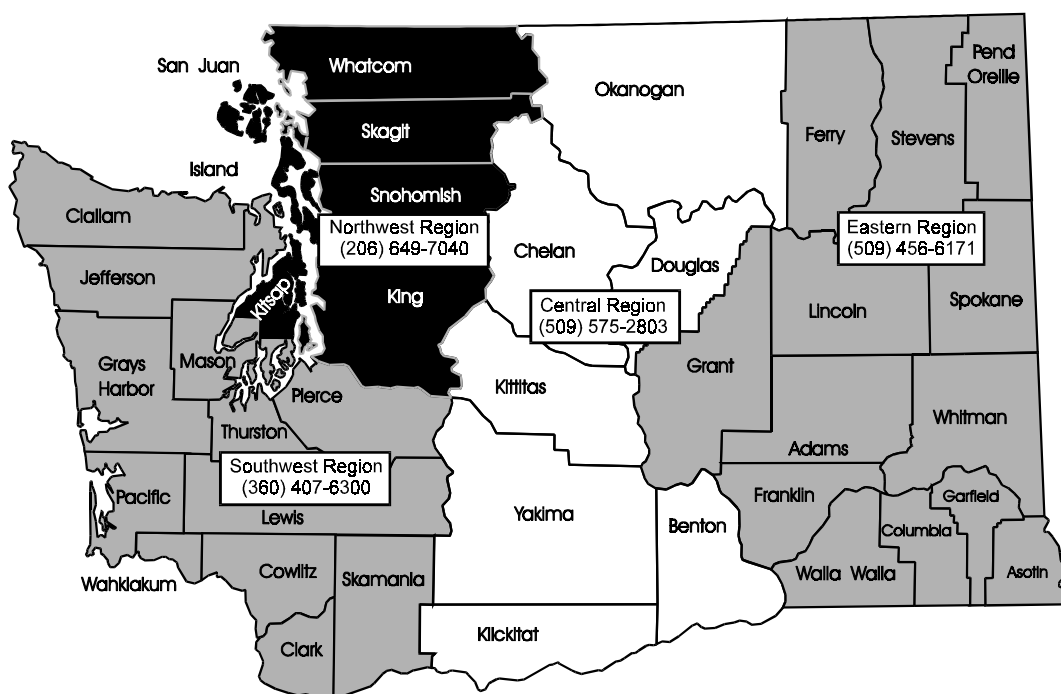 San Juan
Whatcom
Pend
Oreille
Okanogan
Skagit
Ferry
Stevens
Island
Snohomish
Clallam
Northwest Region
(206) 649-7040
Eastern Region
(509) 456-6171
Chelan
Douglas
Jefferson
Kitsap
King
Central Region
(509) 575-2803
Lincoln
Spokane
Mason
Grays
Harbor
Grant
Kittitas
Pierce
Whitman
Thurston
Adams
Southwest Region
(360) 407-6300
Pacific
Franklin
Garfield
Lewis
Yakima
Benton
Columbia
Wahklakum
Cowlitz
Skamania
Walla Walla
Asotin
Klickitat
Clark